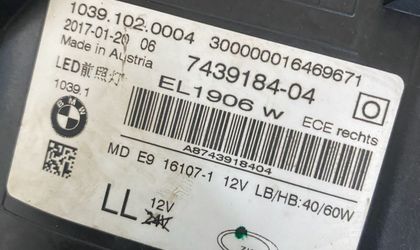 1039.102.0004 300000016469671
2017-01-20 06
Made in Austria
7439184-04
LED前照灯
EL1906 W
1039.1
ECE rechts
BMW
A8743918404
MD E9 16107-1 12V LB/HB:40/60W
LL 12V
24V